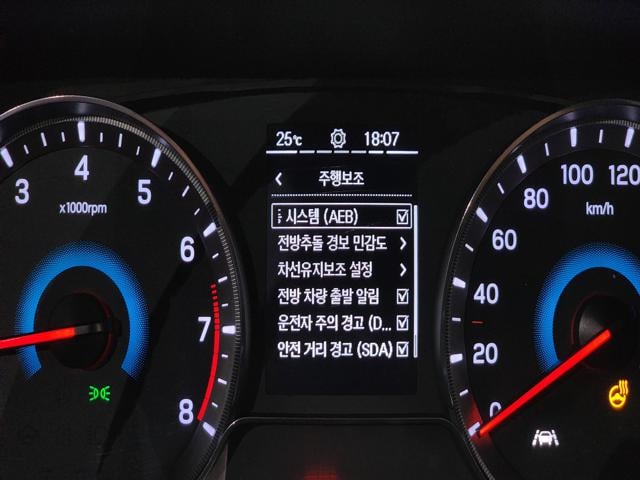 25℃ 18:07
주행보조
시스템 (AEB)
전방추돌 경보 민감도
차선유지보조 설정
전방 차량 출발 알림
운전자 주의 경고 (D...
안전 거리 경고 (SDA)
3
4
5
6
7
8
x1000rpm
0
20
40
60
80
100
120
km/h